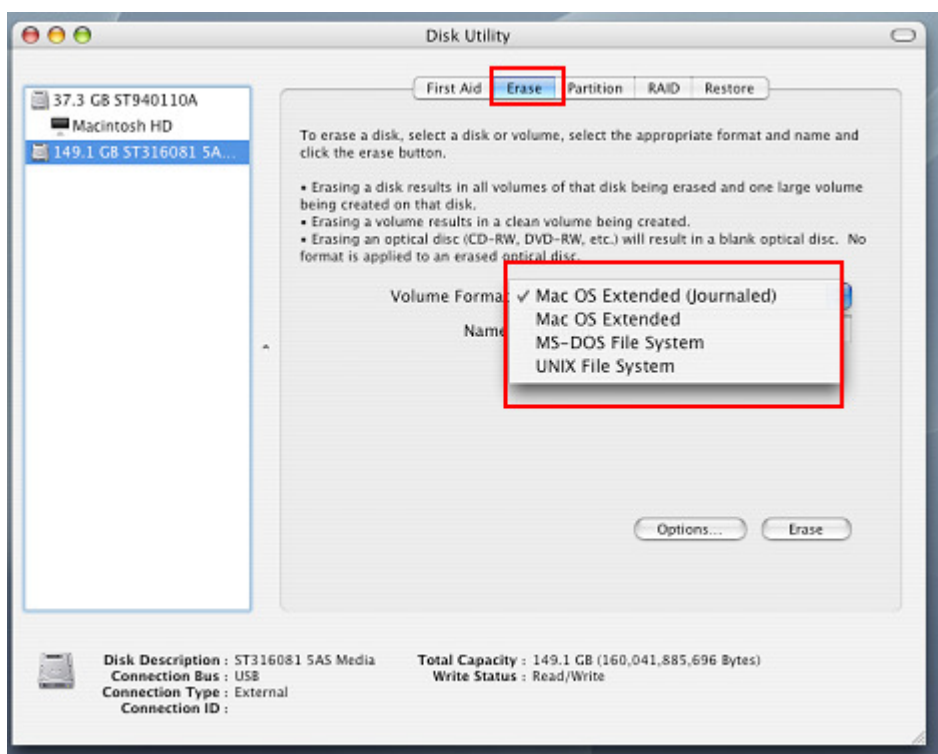 Disk Utility
First Aid Erase Partition RAID Restore
37.3 GB ST940110A
Macintosh HD
149.1 GB ST316081 5A...
To erase a disk, select a disk or volume, select the appropriate format and name and
click the erase button.
• Erasing a disk results in all volumes of that disk being erased and one large volume
being created on that disk.
• Erasing a volume results in a clean volume being created.
• Erasing an optical disc (CD-RW, DVD-RW, etc.) will result in a blank optical disc. No
format is applied to an erased optical disc.
Volume Forma ✓ Mac OS Extended (Journaled)
Mac OS Extended
Name
MS-DOS File System
UNIX File System
Options... Erase
Disk Description : ST316081 5AS Media Total Capacity : 149.1 GB (160,041,885,696 Bytes)
Connection Bus : USB Write Status : Read/Write
Connection Type : External
Connection ID :